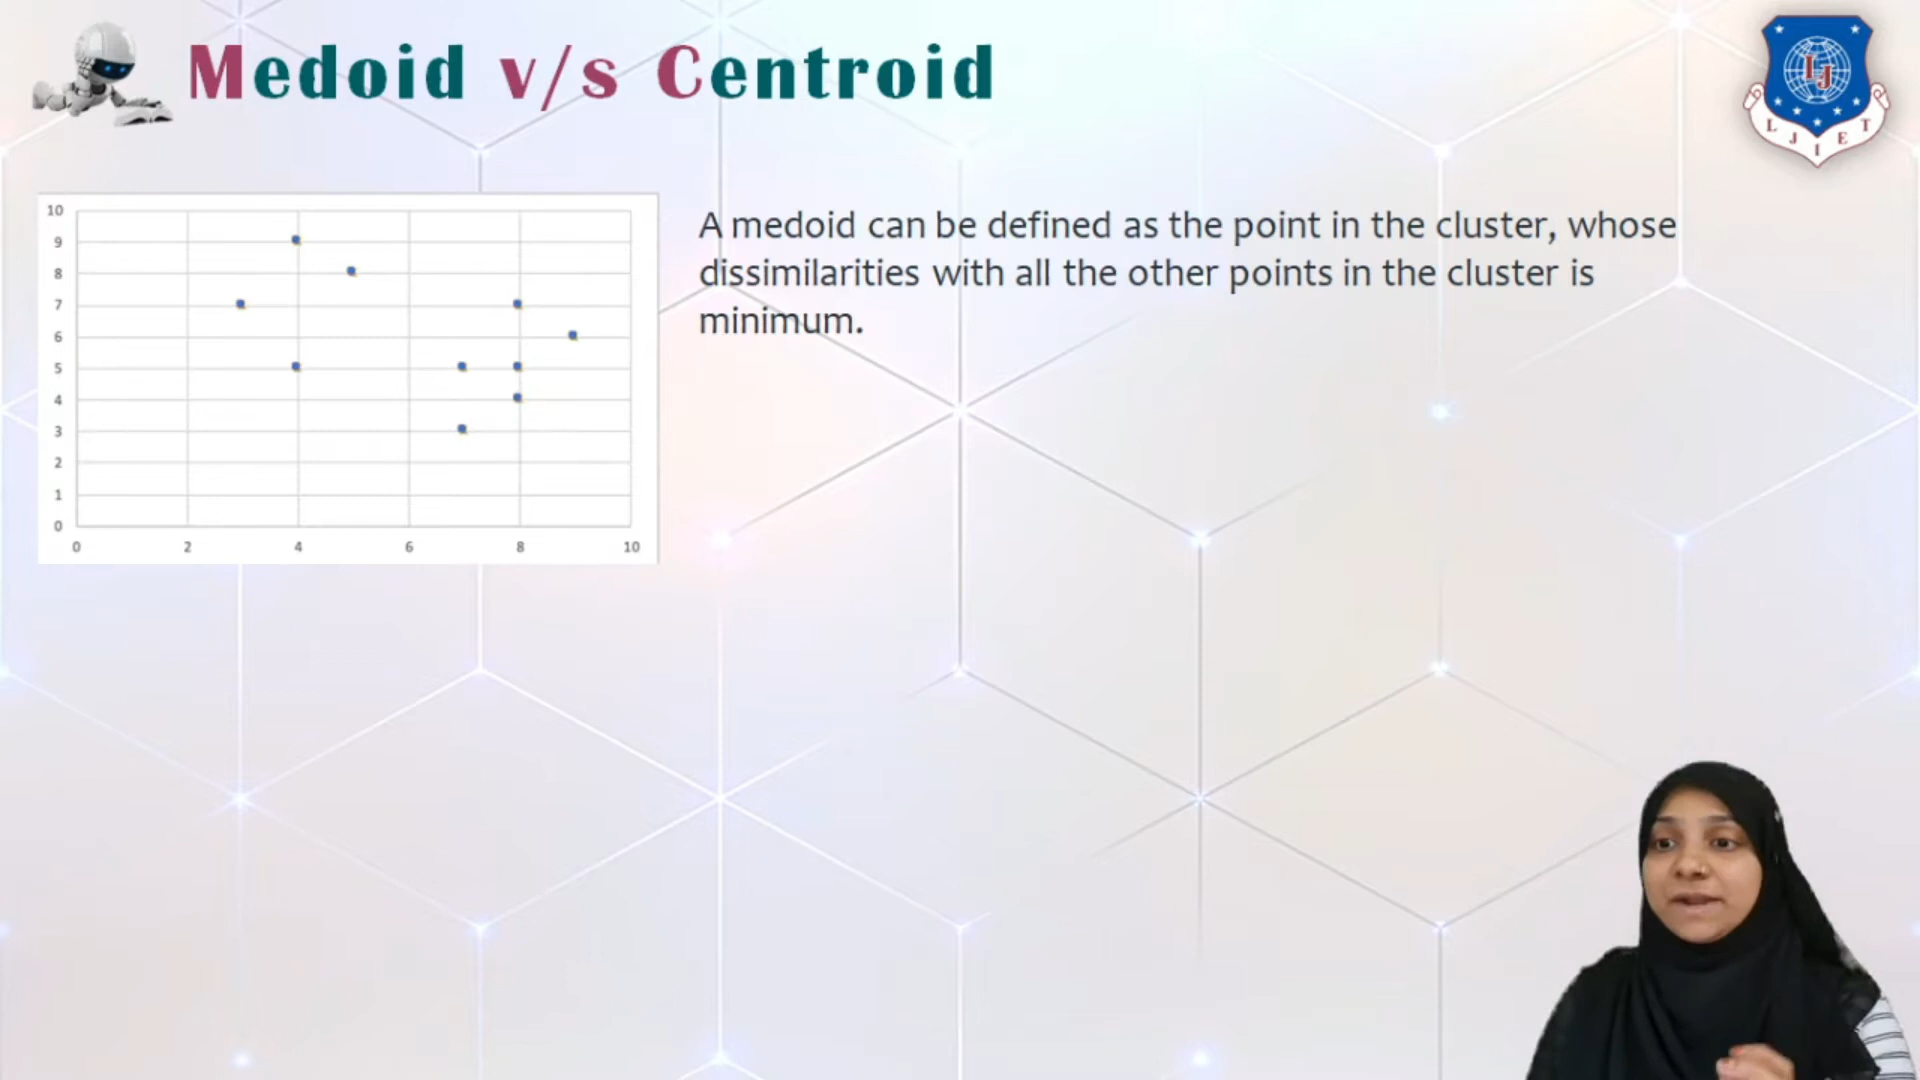 Medoid v/s Centroid
IJ
L J I E T
A medoid can be defined as the point in the cluster, whose
dissimilarities with all the other points in the cluster is
minimum.
10
9
8
7
6
5
4
3
2
1
0
0 2 4 6 8 10